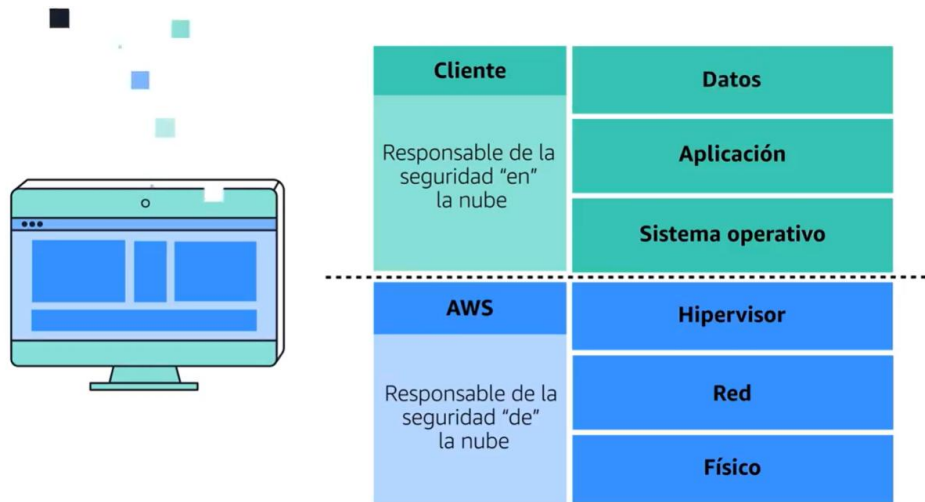 Cliente
Responsable de la
seguridad “en”
la nube
Datos
Aplicación
Sistema operativo
AWS
Responsable de la
seguridad “de”
la nube
Hipervisor
Red
Físico